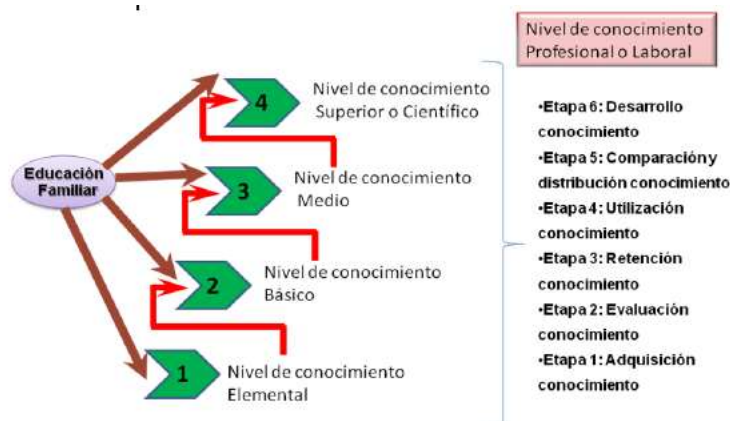 Nivel de conocimiento
Profesional o Laboral
4
Nivel de conocimiento
Superior o Científico
Educación
Familiar
3
Nivel de conocimiento
Medio
2
Nivel de conocimiento
Básico
1
Nivel de conocimiento
Elemental
•Etapa 6: Desarrollo
conocimiento
•Etapa 5: Comparación y
distribución conocimiento
•Etapa 4: Utilización
conocimiento
•Etapa 3: Retención
conocimiento
•Etapa 2: Evaluación
conocimiento
•Etapa 1: Adquisición
conocimiento